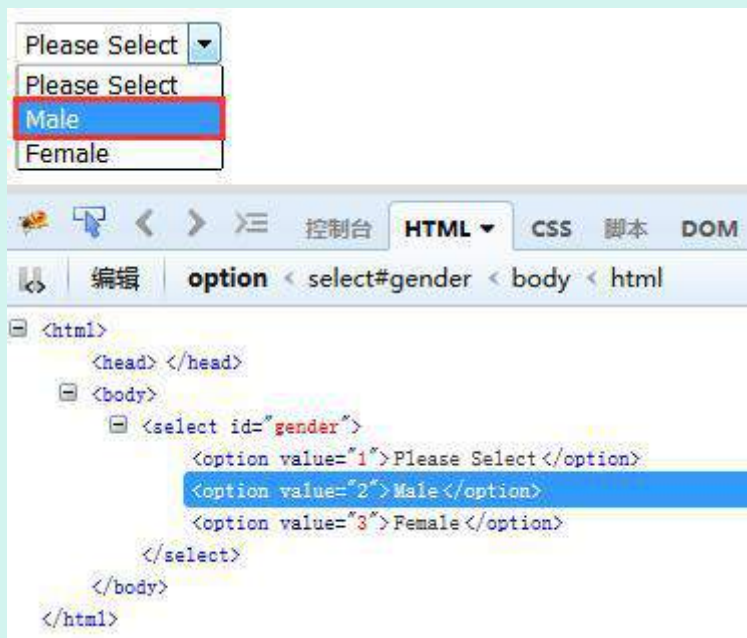 Please Select
Please Select
Male
Female
控制台 HTML CSS 脚本 DOM
编辑 option < select#gender < body < html
<html>
<head> </head>
<body>
<select id="gender">
<option value="1">Please Select</option>
<option value="2">Male</option>
<option value="3">Female</option>
</select>
</body>
</html>